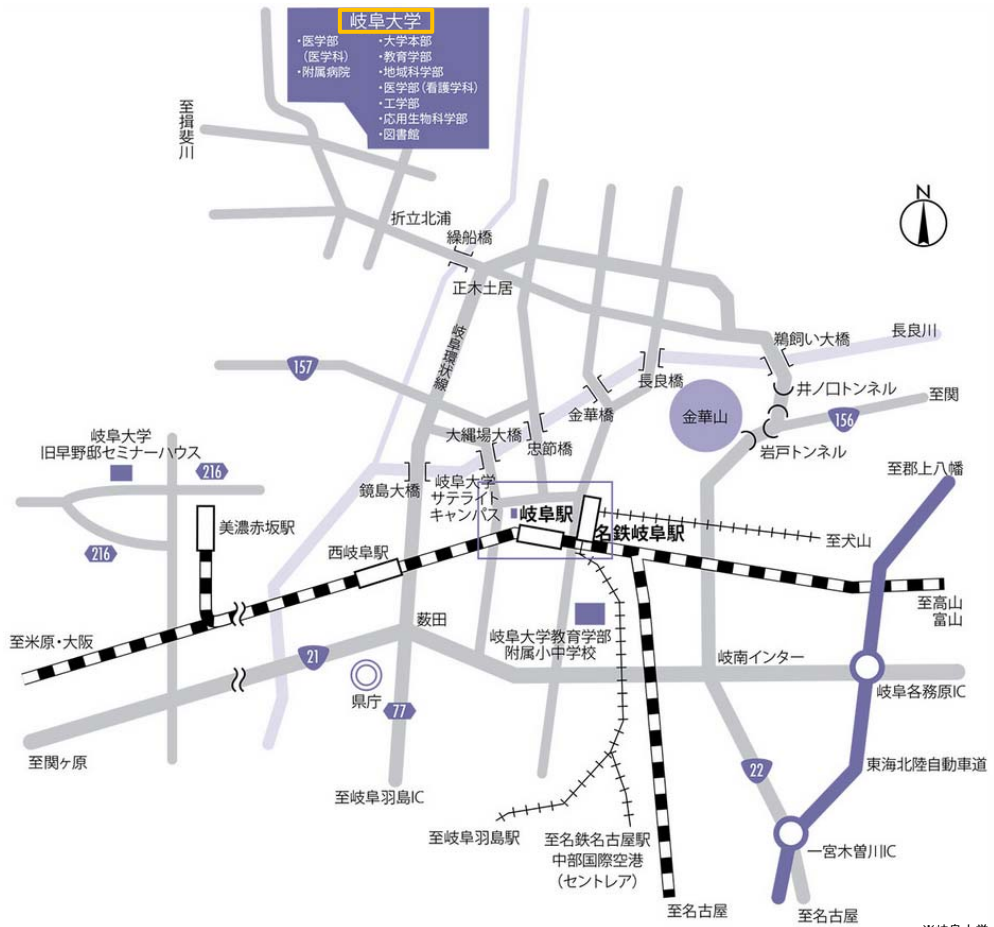 岐阜大学
・医学部
(医学科)
・附属病院
・大学本部
・教育学部
・地域科学部
・医学部(看護学科)
・工学部
・応用生物科学部
・図書館
至揖斐川
N
折立北浦
繰船橋
正木土居
岐阜環状線
157
鵜飼い大橋
長良川
長良橋
井ノ口トンネル
金華橋
金華山
至関
156
岩戸トンネル
忠節橋
大縄場大橋
岐阜大学
旧早野邸セミナーハウス
216
鏡島大橋
岐阜大学
サテライト
キャンパス
岐阜駅
名鉄岐阜駅
至郡上八幡
美濃赤坂駅
至犬山
216
西岐阜駅
至高山
富山
至米原・大阪
薮田
岐阜大学教育学部
附属小中学校
岐南インター
21
県庁
77
岐阜各務原IC
至関ヶ原
22
東海北陸自動車道
至岐阜羽島IC
至岐阜羽島駅
至名鉄名古屋駅
中部国際空港
(セントレア)
一宮木曽川IC
至名古屋
至名古屋